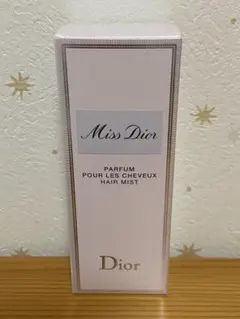 Miss Dior
PARFUM
POUR LES CHEVEUX
HAIR MIST
Dior